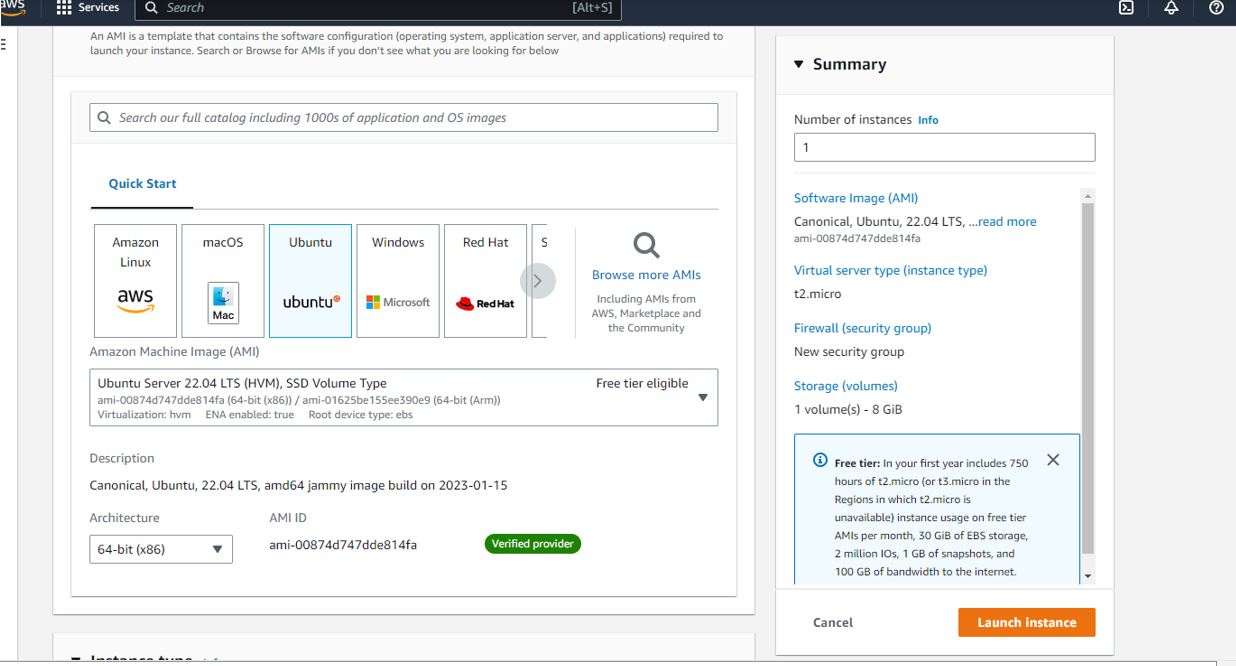 aws
Services
Search
[Alt+S]
An AMI is a template that contains the software configuration (operating system, application server, and applications) required to
launch your instance. Search or Browse for AMIs if you don't see what you are looking for below
Search our full catalog including 1000s of application and OS images
Quick Start
Amazon
Linux
aws
macOS
Mac
Ubuntu
ubuntu
Windows
Microsoft
Red Hat
Red Hat
S
Browse more AMIs
Including AMIs from
AWS, Marketplace and
the Community
Amazon Machine Image (AMI)
Ubuntu Server 22.04 LTS (HVM), SSD Volume Type
Free tier eligible
ami-00874d747dde814fa (64-bit (x86)) / ami-01625be155ee390e9 (64-bit (Arm))
Virtualization: hvm ENA enabled: true Root device type: ebs
Description
Canonical, Ubuntu, 22.04 LTS, amd64 jammy image build on 2023-01-15
Architecture
64-bit (x86)
AMI ID
ami-00874d747dde814fa
Verified provider
Instance type
Summary
Number of instances Info
1
Software Image (AMI)
Canonical, Ubuntu, 22.04 LTS, ...read more
ami-00874d747dde814fa
Virtual server type (instance type)
t2.micro
Firewall (security group)
New security group
Storage (volumes)
1 volume(s) - 8 GiB
Free tier: In your first year includes 750
hours of t2.micro (or t3.micro in the
Regions in which t2.micro is
unavailable) instance usage on free tier
AMIs per month, 30 GiB of EBS storage,
2 million IOs, 1 GB of snapshots, and
100 GB of bandwidth to the internet.
Cancel
Launch instance